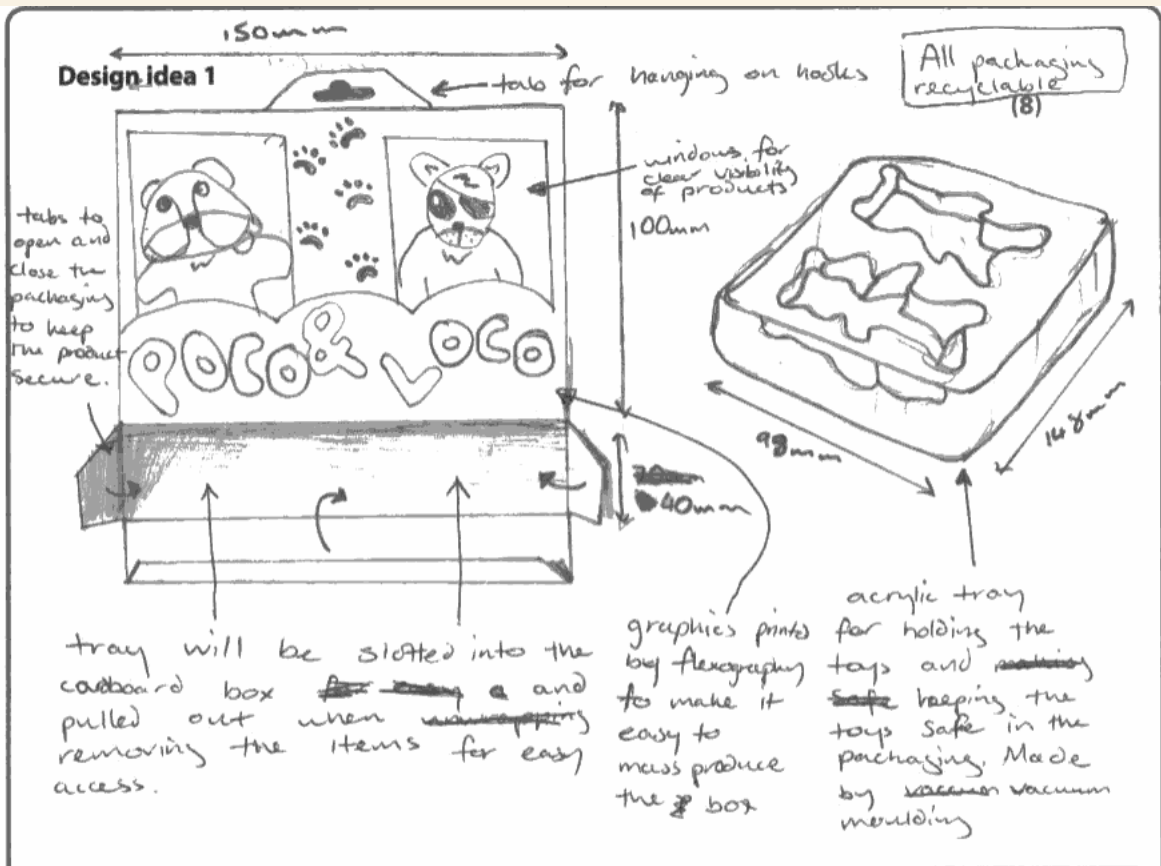 150mm
Design idea 1
tab for hanging on hooks
All packaging
recyclable
(8)
windows for
clear visibility
of products
100mm
tabs to
open and
close the
packaging
to keep
the product
secure.
POCO & LOCO
98mm
148mm
40mm
tray will be slotted into the
cardboard box and
pulled out when
removing the items for easy
access.
graphics printed
by flexography
to make it
easy to
mass produce
the box
acrylic tray
for holding the
toys and
keeping the
toys safe in the
packaging. Made
by vacuum
moulding